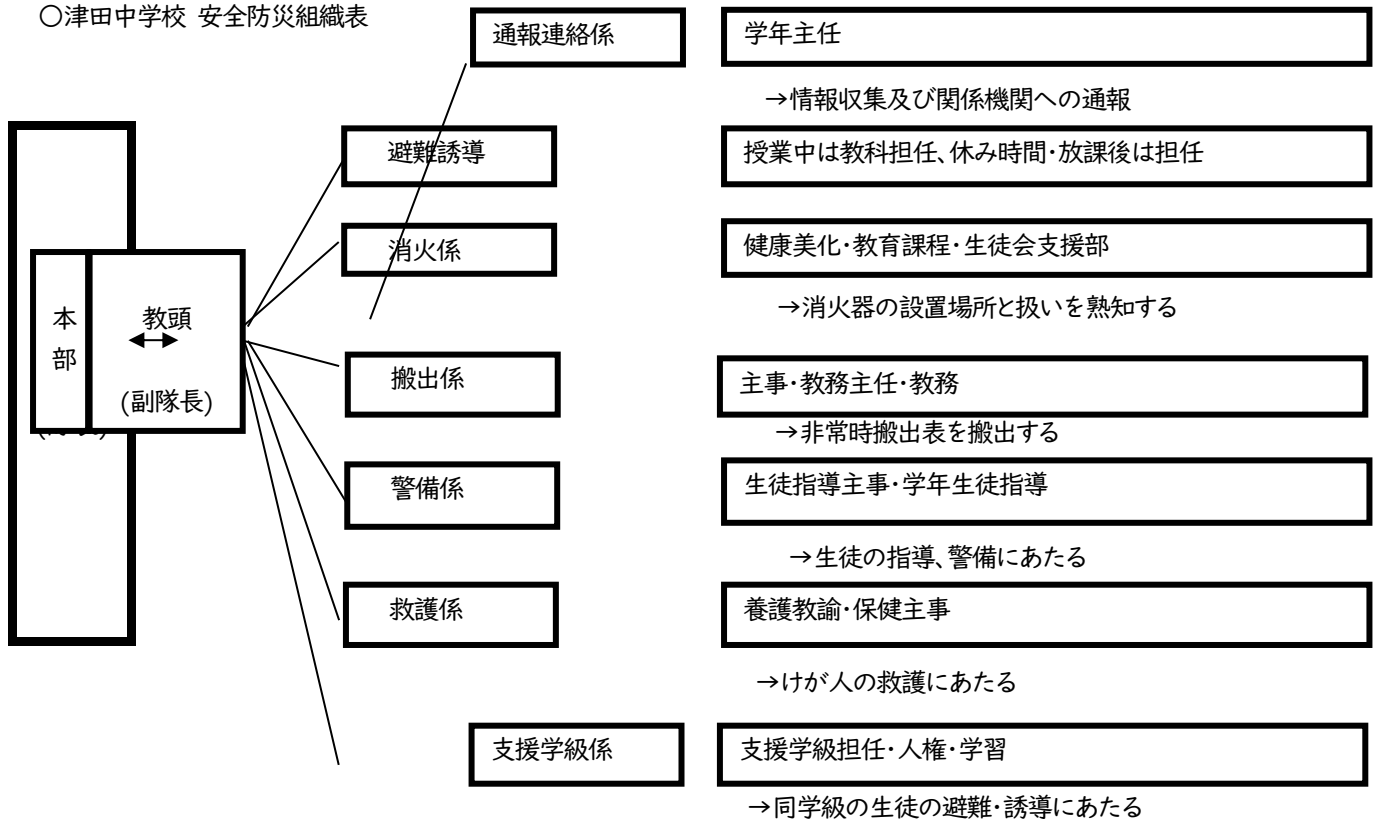 ○津田中学校 安全防災組織表
通報連絡係
学年主任
→情報収集及び関係機関への通報
避難誘導
授業中は教科担任、休み時間・放課後は担任
消火係
健康美化・教育課程・生徒会支援部
→消火器の設置場所と扱いを熟知する
本部
教頭
(副隊長)
搬出係
主事・教務主任・教務
→非常時搬出表を搬出する
警備係
生徒指導主事・学年生徒指導
→生徒の指導、警備にあたる
救護係
養護教諭・保健主事
→けが人の救護にあたる
支援学級係
支援学級担任・人権・学習
→同学級の生徒の避難・誘導にあたる